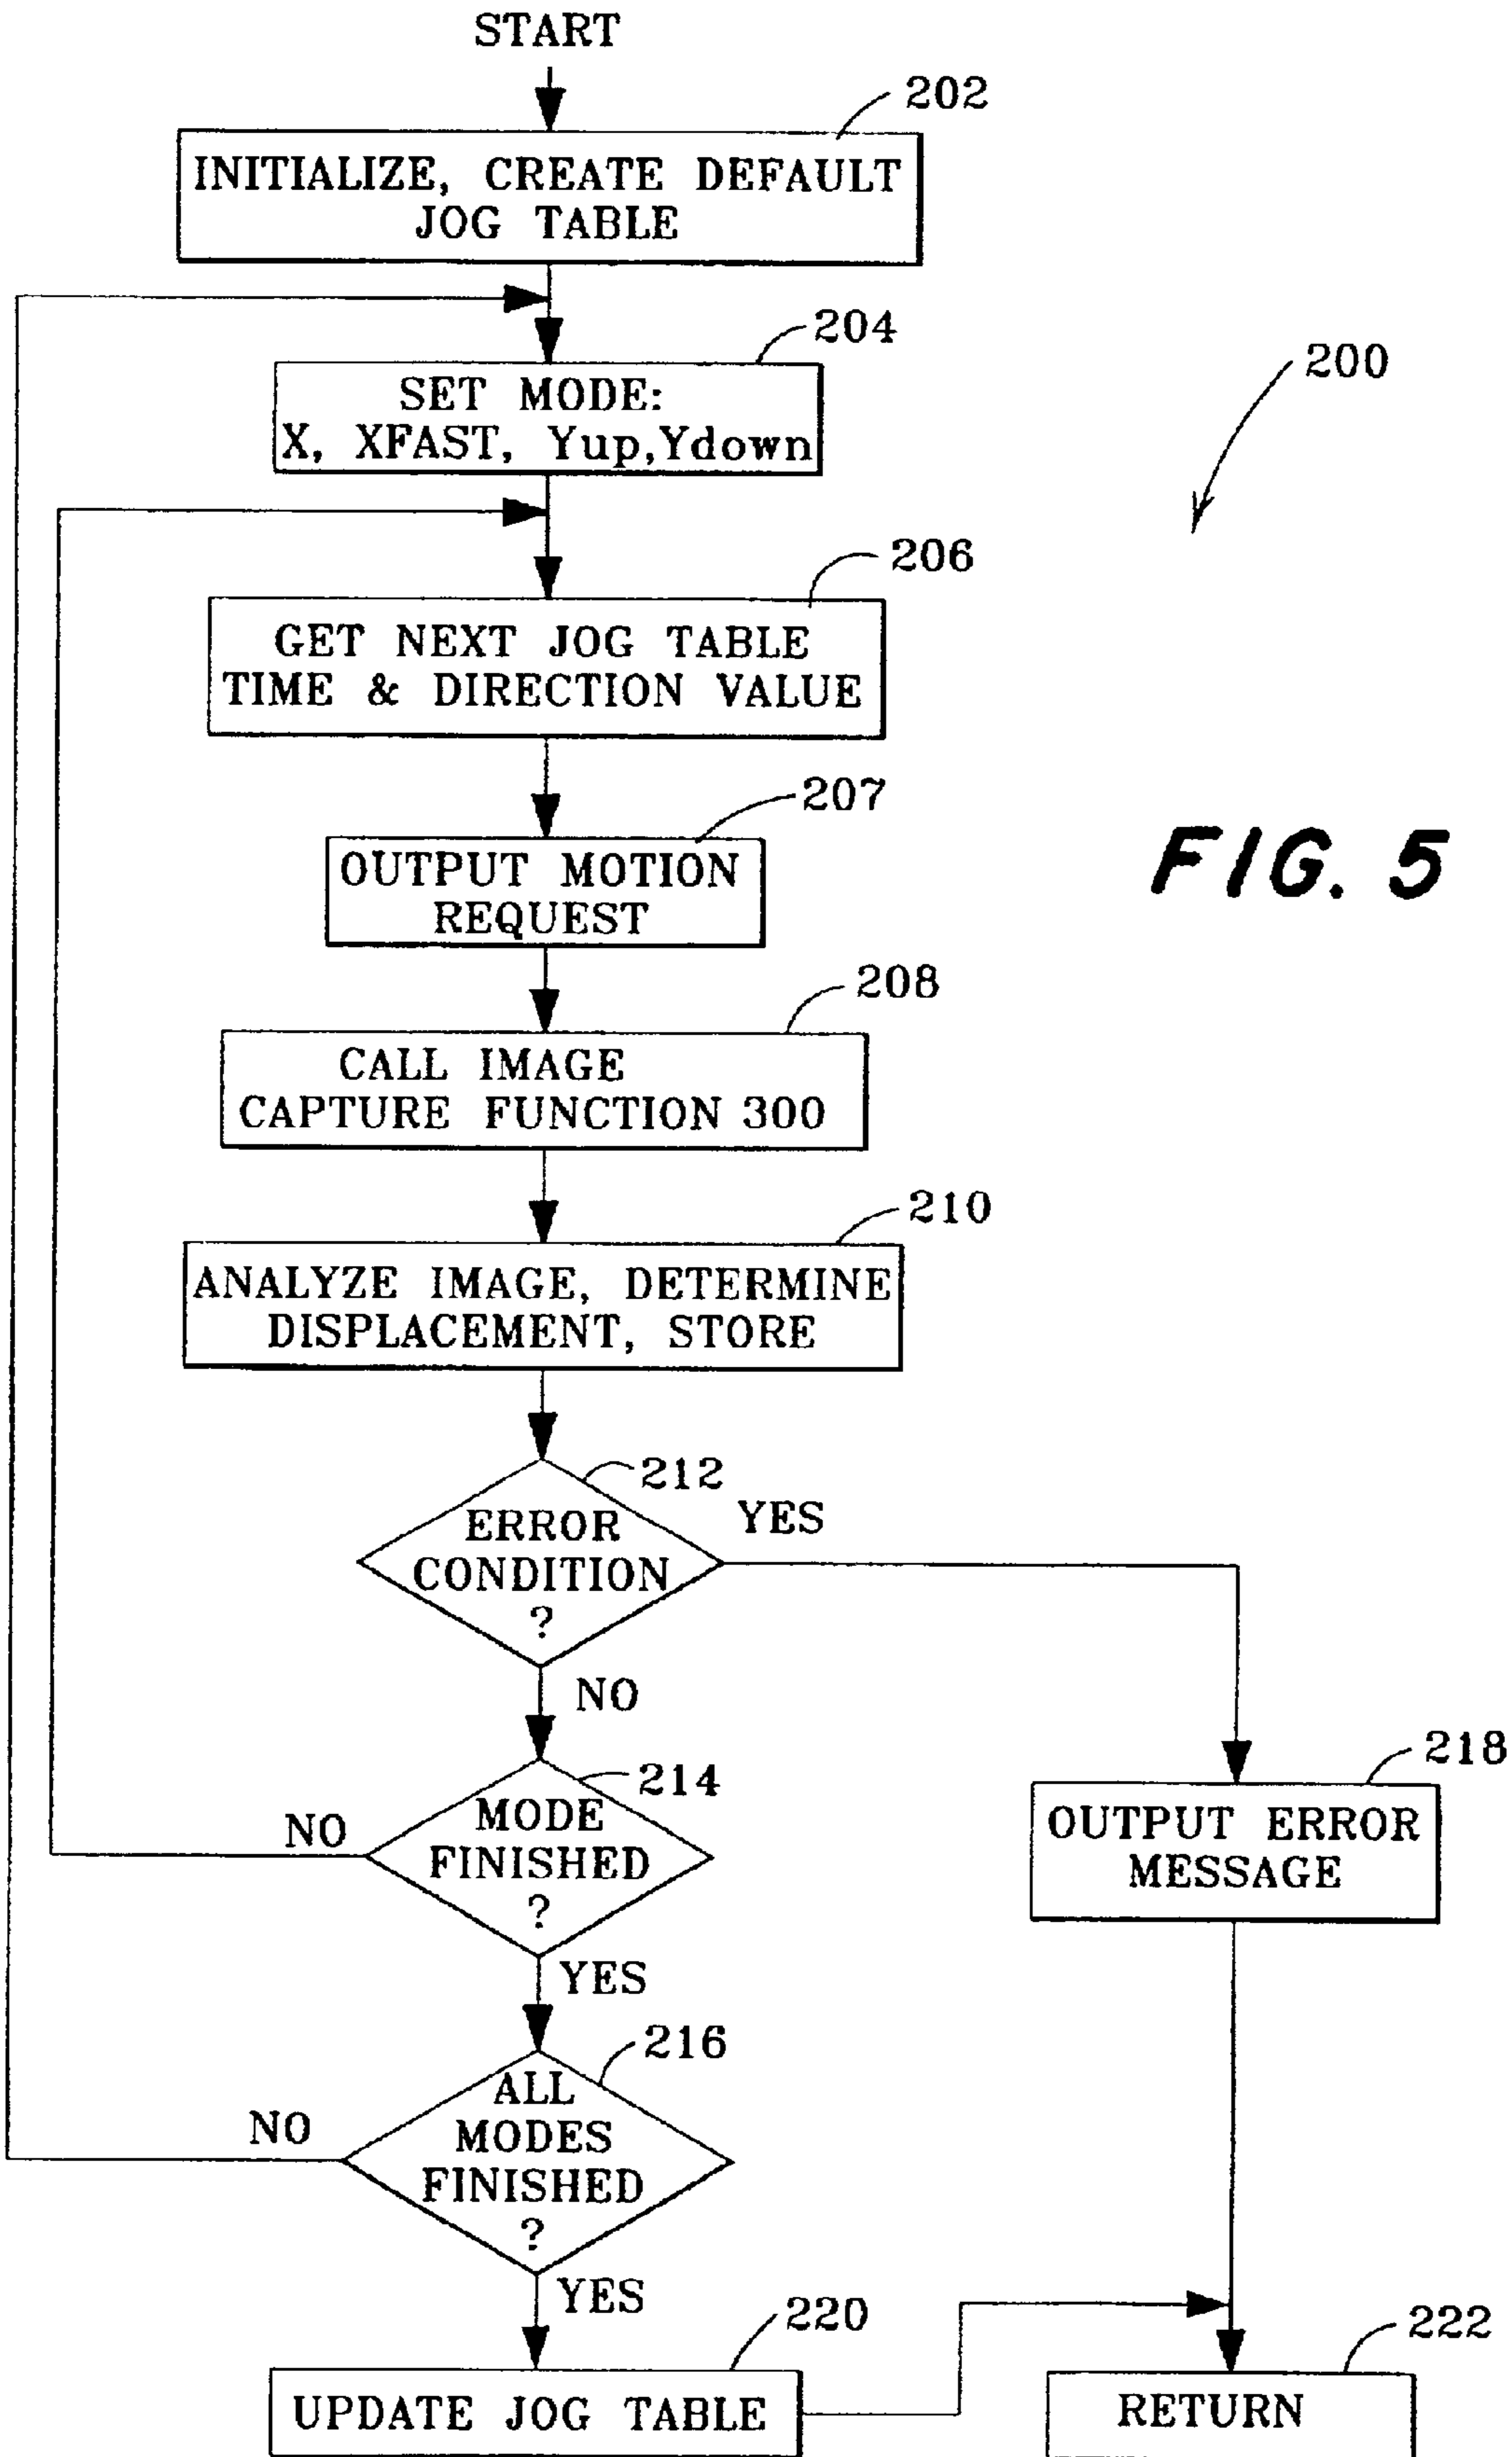 START
202
INITIALIZE, CREATE DEFAULT
JOG TABLE
204
SET MODE:
X, XFAST, Yup,Ydown
200
206
GET NEXT JOG TABLE
TIME & DIRECTION VALUE
207
OUTPUT MOTION
REQUEST
FIG. 5
208
CALL IMAGE
CAPTURE FUNCTION 300
210
ANALYZE IMAGE, DETERMINE
DISPLACEMENT, STORE
212
ERROR
CONDITION
?
YES
NO
214
MODE
FINISHED
?
NO
YES
218
OUTPUT ERROR
MESSAGE
216
ALL
MODES
FINISHED
?
NO
YES
220
UPDATE JOG TABLE
222
RETURN